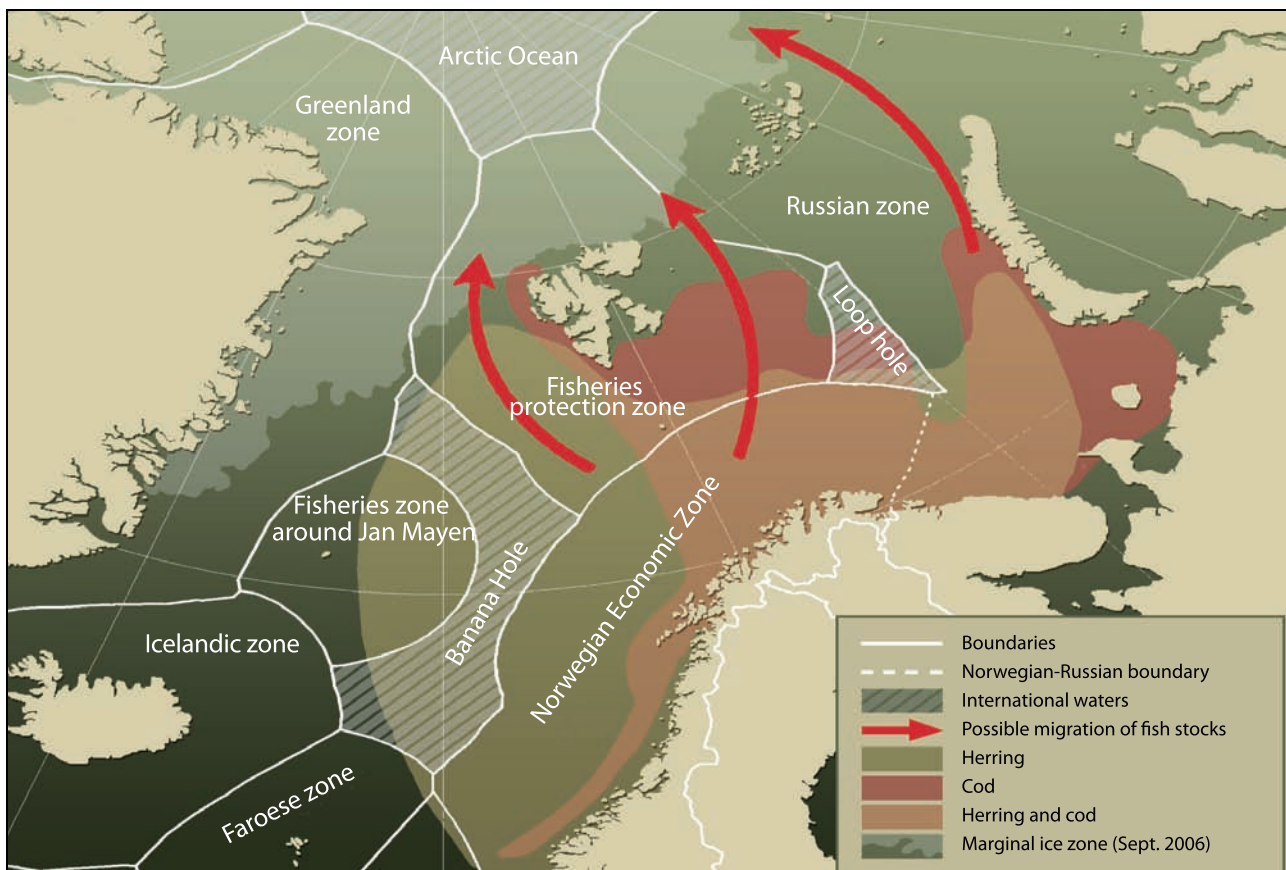 Arctic Ocean
Greenland
zone
Russian zone
Loop hole
Fisheries
protection zone
Fisheries zone
around Jan Mayen
Banana Hole
Norwegian Economic Zone
Icelandic zone
Faroese zone
Boundaries
Norwegian-Russian boundary
International waters
Possible migration of fish stocks
Herring
Cod
Herring and cod
Marginal ice zone (Sept. 2006)